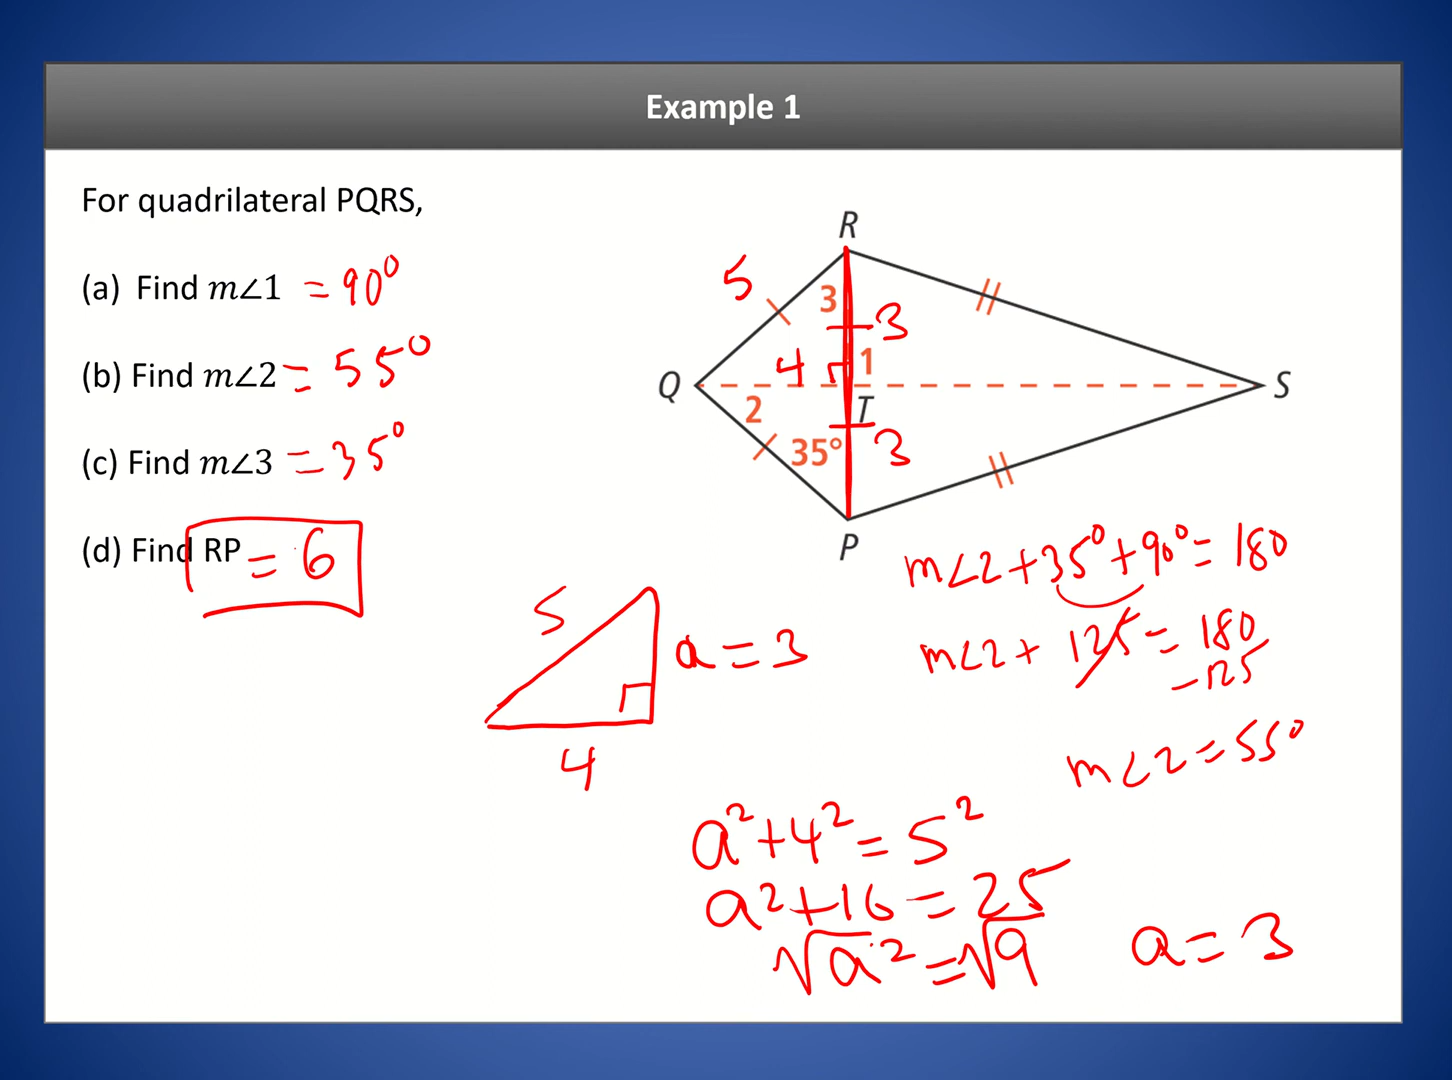 Example 1
For quadrilateral PQRS,
(a) Find m∠1 = 90°
(b) Find m∠2 = 55°
(c) Find m∠3 = 35°
(d) Find RP = 6
R
5
3
3
4
1
Q
S
2
T
35°
3
P
m∠2 + 35° + 90° = 180
m∠2 + 125 = 180
- 125
m∠2 = 55°
5
a = 3
4
a² + 4² = 5²
a² + 16 = 25
√a² = √9
a = 3